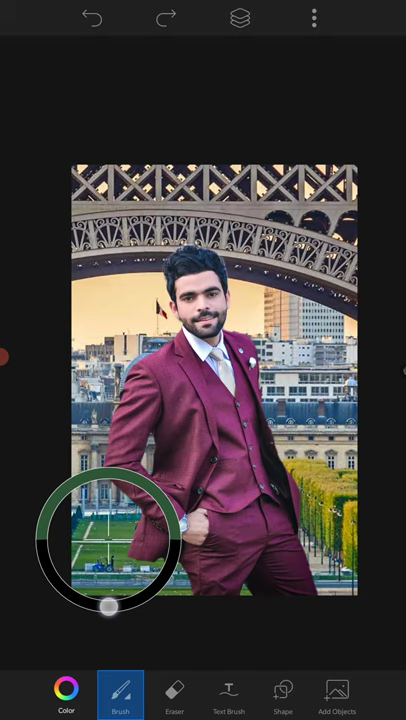 Color
Brush
Eraser
Text Brush
Shape
Add Objects